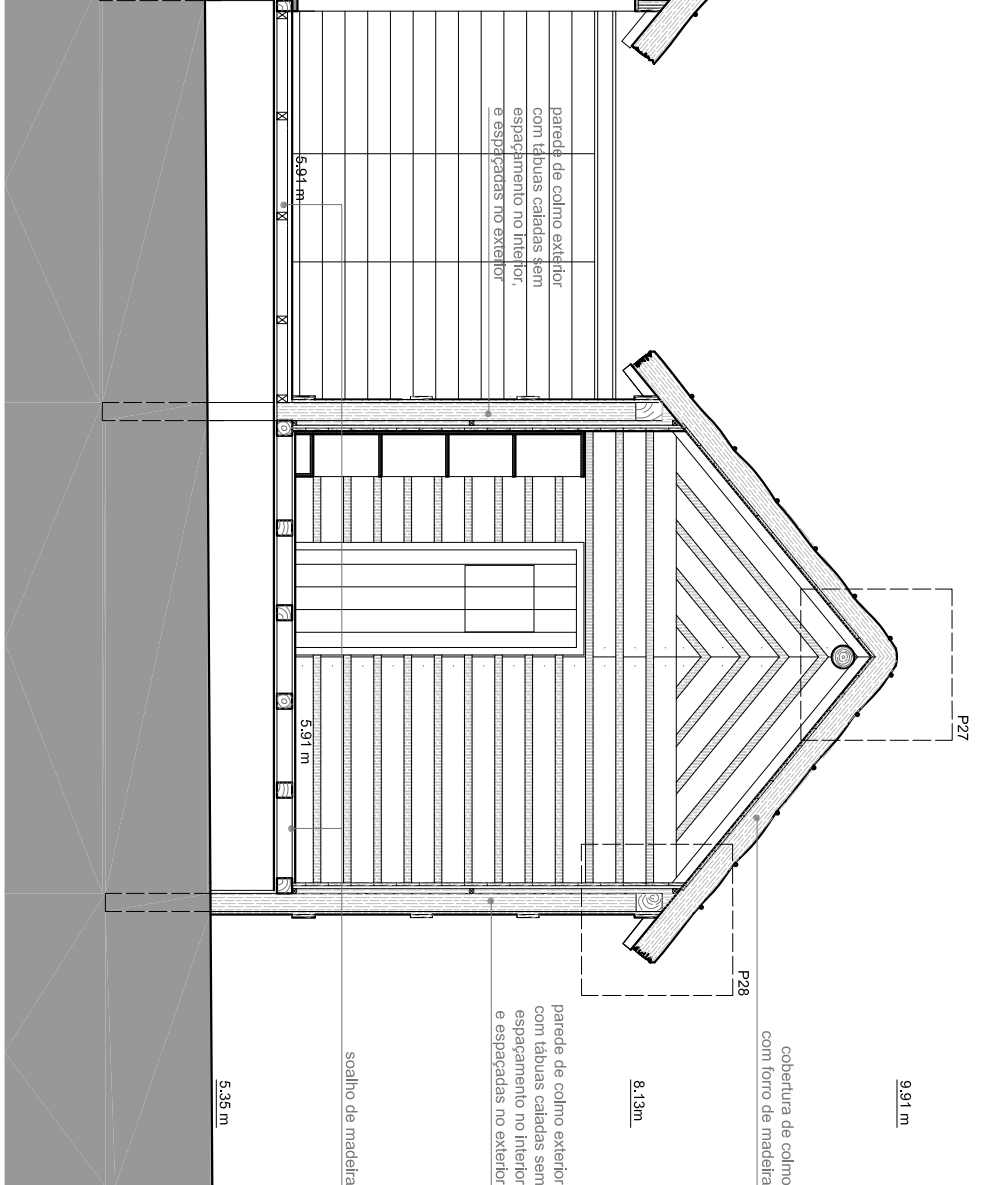 9.91 m
P27
cobertura de colmo
com forro de madeira
P28
8.13m
parede de colmo exterior
com tábuas caiadas sem
espaçamento no interior,
e espaçadas no exterior
parede de colmo exterior
com tábuas caiadas sem
espaçamento no interior
e espaçadas no exterior
5.91 m
5.91 m
soalho de madeira
5.35 m